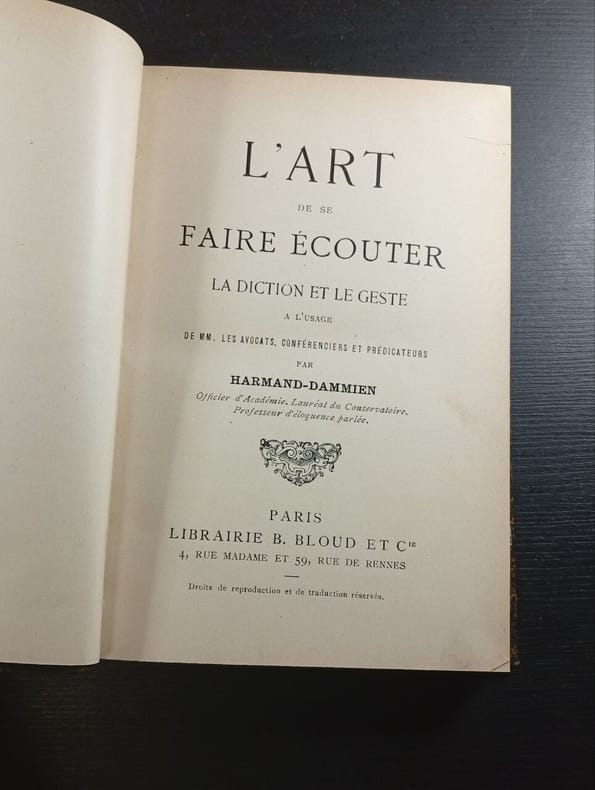 L'ART
DE SE
FAIRE ÉCOUTER
LA DICTION ET LE GESTE
A L'USAGE
DE MM. LES AVOCATS, CONFÉRENCIERS ET PRÉDICATEURS
PAR
HARMAND-DAMMIEN
Officier d'Académie. Lauréat du Conservatoire.
Professeur d'éloquence parlée.
PARIS
LIBRAIRIE B. BLOUD ET Cie
4, RUE MADAME ET 59, RUE DE RENNES
Droits de reproduction et de traduction réservés.